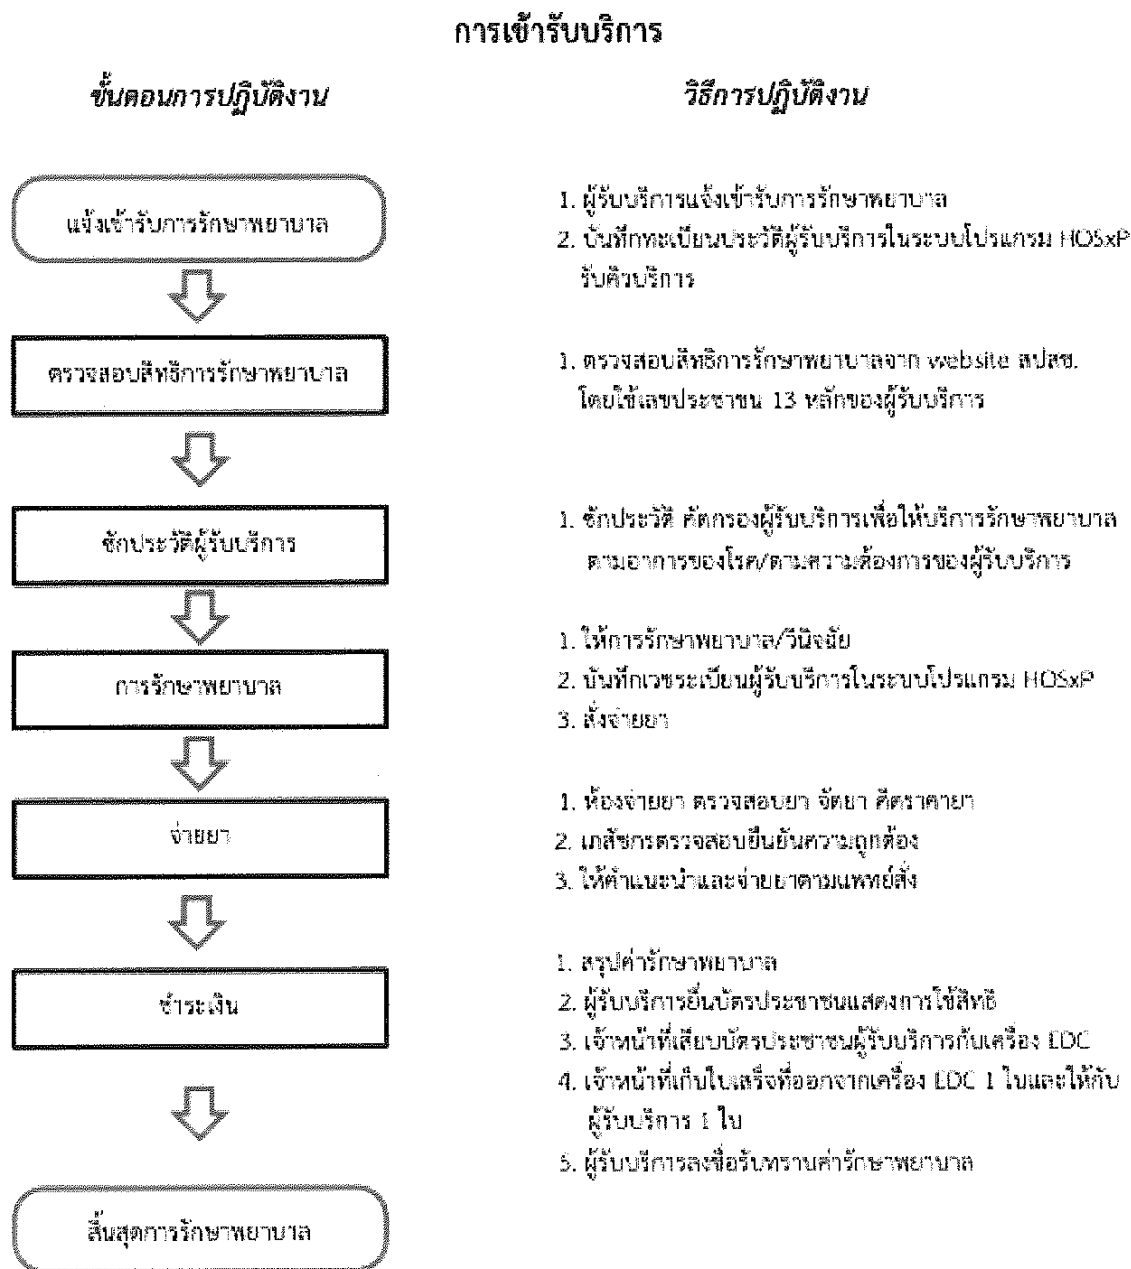 การเข้ารับบริการ
ขั้นตอนการปฏิบัติงาน
วิธีการปฏิบัติงาน
แจ้งเข้ารับการรักษาพยาบาล
1. ผู้รับบริการแจ้งเข้ารับการรักษาพยาบาล
2. บันทึกทะเบียนประวัติผู้รับบริการในระบบโปรแกรม HOSxP
รับคิวบริการ
ตรวจสอบสิทธิการรักษาพยาบาล
1. ตรวจสอบสิทธิการรักษาพยาบาลจาก website สปสช.
โดยใช้เลขประชาชน 13 หลักของผู้รับบริการ
ซักประวัติผู้รับบริการ
1. ซักประวัติ คัดกรองผู้รับบริการเพื่อให้บริการรักษาพยาบาล
ตามอาการของโรค/ตามความต้องการของผู้รับบริการ
การรักษาพยาบาล
1. ให้การรักษาพยาบาล/วินิจฉัย
2. บันทึกเวชระเบียนผู้รับบริการในระบบโปรแกรม HOSxP
3. สั่งจ่ายยา
จ่ายยา
1. ห้องจ่ายยา ตรวจสอบยา จัดยา คิดราคายา
2. เภสัชกรตรวจสอบยืนยันความถูกต้อง
3. ให้คำแนะนำและจ่ายยาตามแพทย์สั่ง
ชำระเงิน
1. สรุปค่ารักษาพยาบาล
2. ผู้รับบริการยื่นบัตรประชาชนแสดงการใช้สิทธิ
3. เจ้าหน้าที่เสียบบัตรประชาชนผู้รับบริการกับเครื่อง EDC
4. เจ้าหน้าที่เก็บใบเสร็จที่ออกจากเครื่อง EDC 1 ใบและให้กับ
ผู้รับบริการ 1 ใบ
5. ผู้รับบริการลงชื่อรับทราบค่ารักษาพยาบาล
สิ้นสุดการรักษาพยาบาล